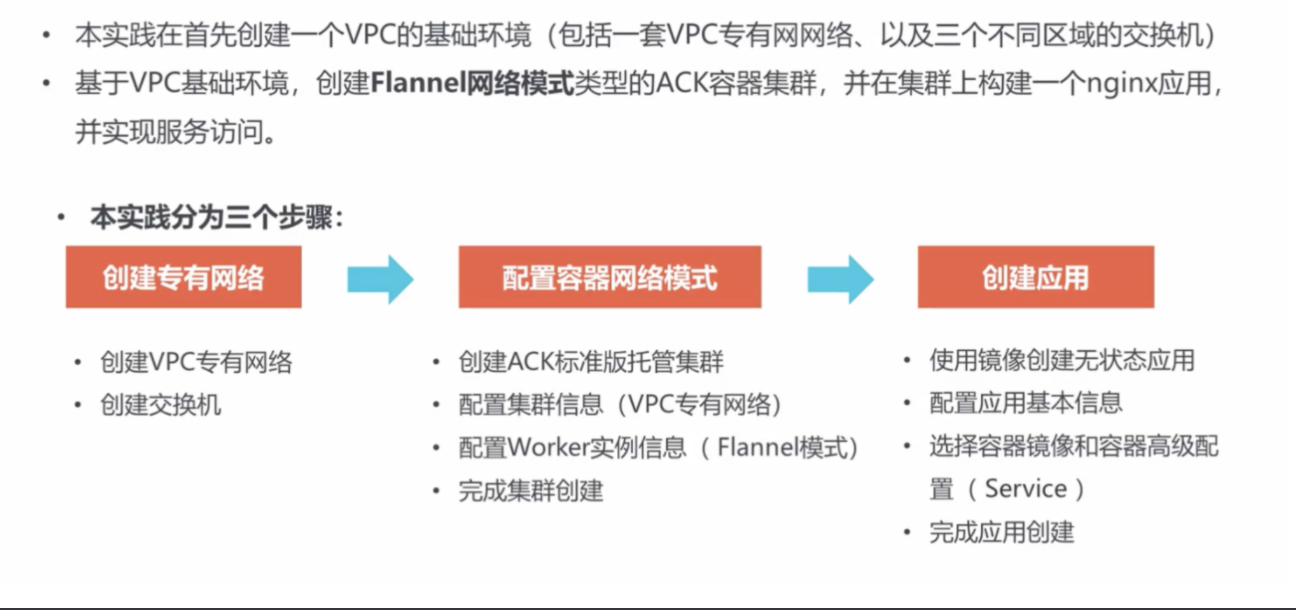 • 本实践在首先创建一个VPC的基础环境（包括一套VPC专有网网络、以及三个不同区域的交换机）
• 基于VPC基础环境，创建Flannel网络模式类型的ACK容器集群，并在集群上构建一个nginx应用，
并实现服务访问。
• 本实践分为三个步骤：
创建专有网络
• 创建VPC专有网络
• 创建交换机
配置容器网络模式
• 创建ACK标准版托管集群
• 配置集群信息（VPC专有网络）
• 配置Worker实例信息（ Flannel模式）
• 完成集群创建
创建应用
• 使用镜像创建无状态应用
• 配置应用基本信息
• 选择容器镜像和容器高级配
置（ Service ）
• 完成应用创建